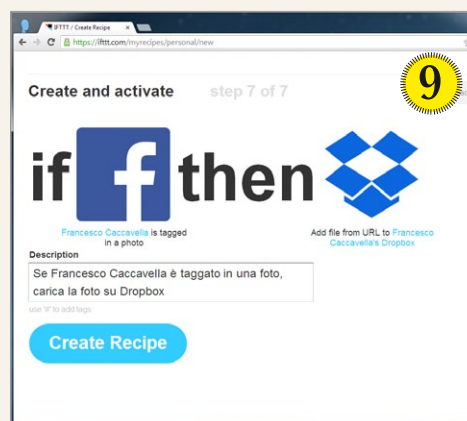 IFTTT / Create Recipe
https://ifttt.com/myrecipes/personal/new
9
Create and activate step 7 of 7
if f then
Francesco Caccavella is tagged
in a photo
Add file from URL to Francesco
Caccavella's Dropbox
Description
Se Francesco Caccavella è taggato in una foto,
carica la foto su Dropbox
use '#' to add tags
Create Recipe